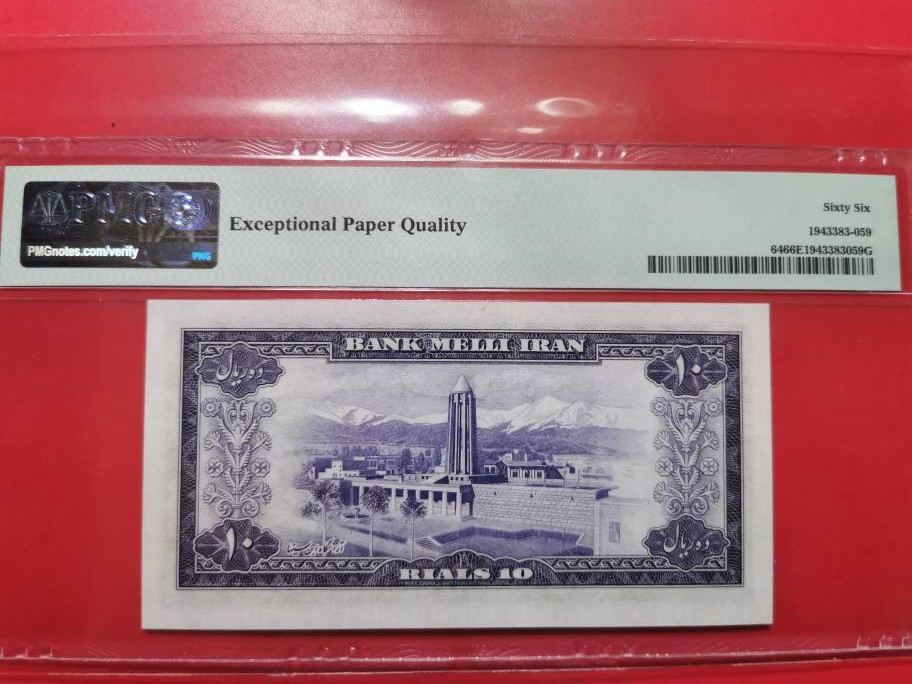 PMG
PMGnotes.com/verify
PMG
Exceptional Paper Quality
Sixty Six
1943383-059
6466E1943383059G
BANK MELLI IRAN
ده ریال
۱۰
۱۰
ده ریال
RIALS 10